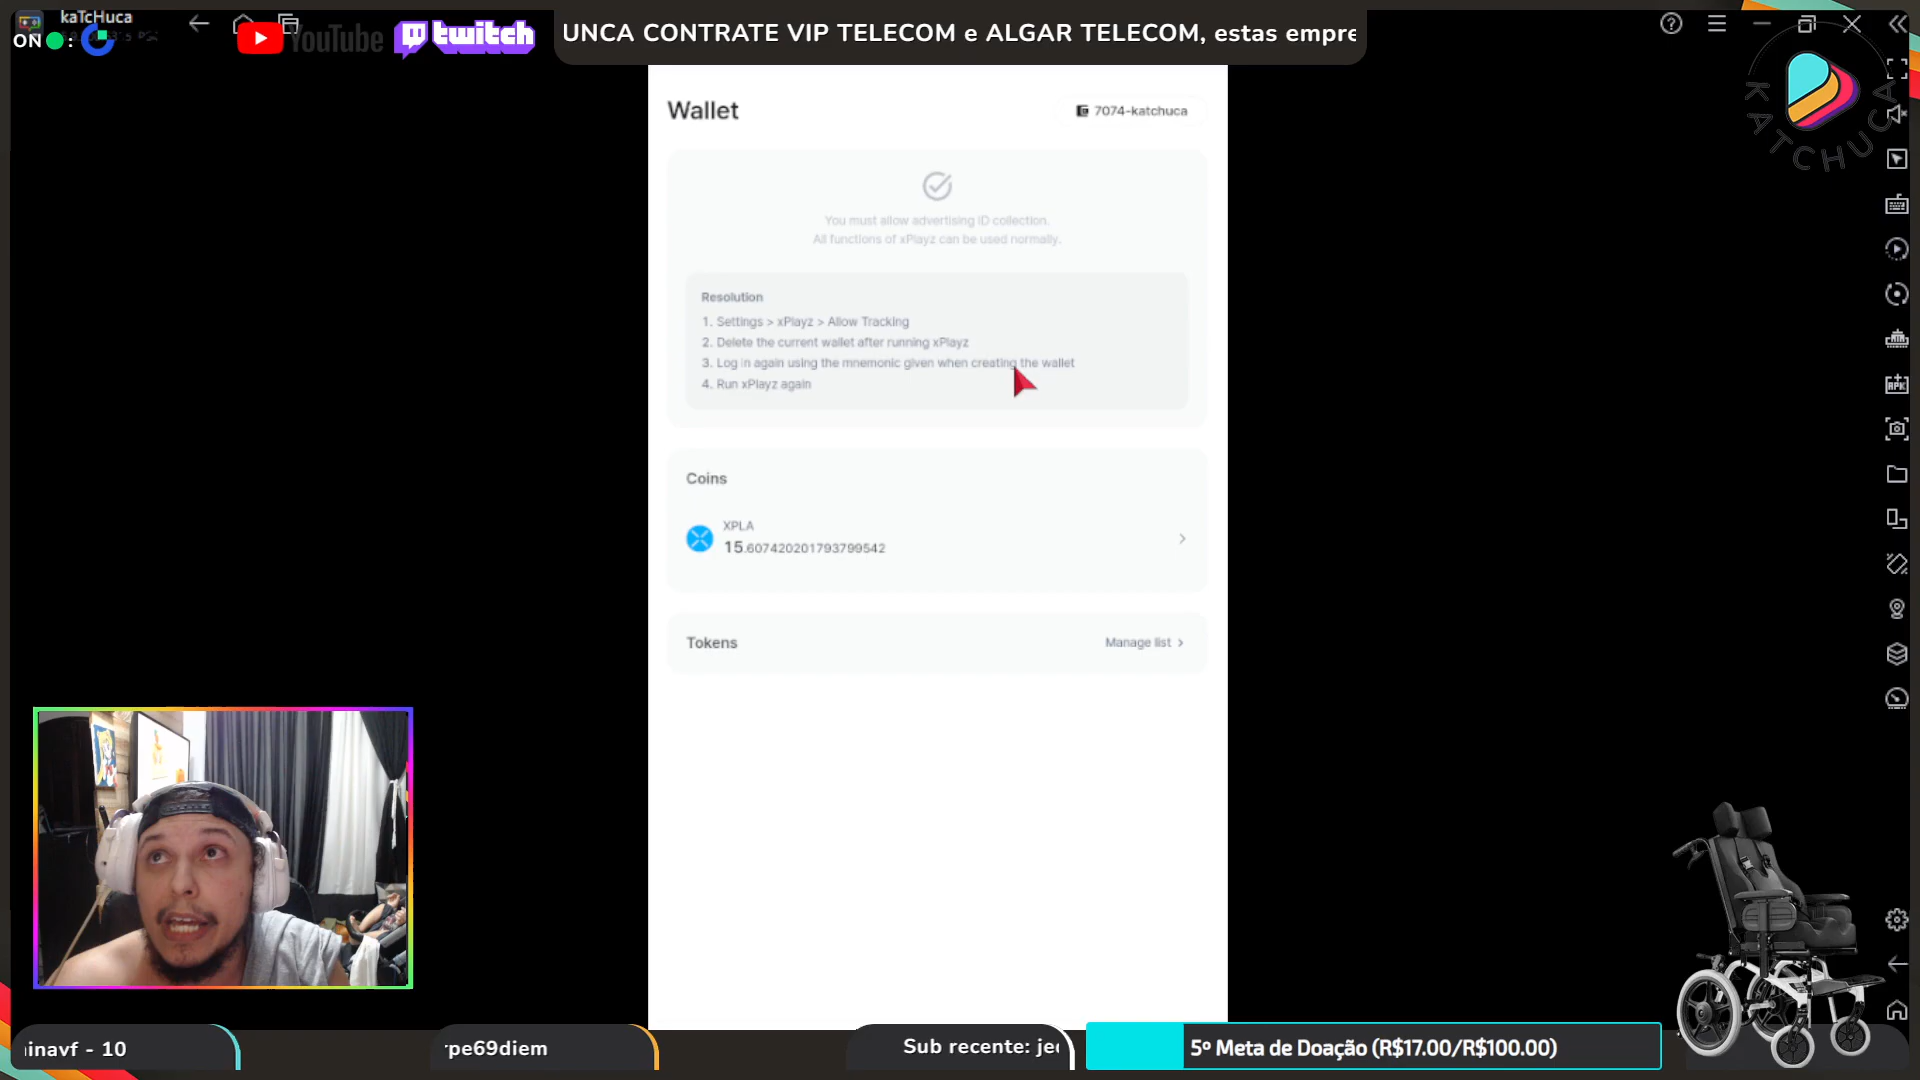 kaTcHuca
ON :
YouTube
twitch
UNCA CONTRATE VIP TELECOM e ALGAR TELECOM, estas empre
KATCHUCA
Wallet
7074-katchuca
You must allow advertising ID collection.
All functions of xPlayz can be used normally.
Resolution
1. Settings > xPlayz > Allow Tracking
2. Delete the current wallet after running xPlayz
3. Log in again using the mnemonic given when creating the wallet
4. Run xPlayz again
Coins
XPLA
15.607420201793799542
Tokens
Manage list >
inavf - 10
rpe69diem
Sub recente: jee
5º Meta de Doação (R$17.00/R$100.00)